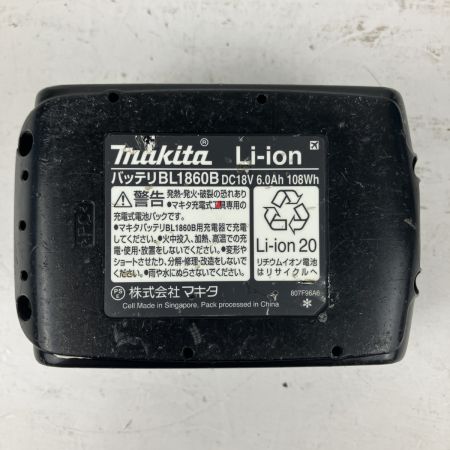 makita® Li-ion
バッテリBL1860B DC18V 6.0Ah 108Wh
⚠警告 発熱・発火・破裂の恐れあり
●マキタ充電式工具専用の
充電式電池パックです。
●マキタバッテリBL1860B用充電器で充電
してください。●火中投入、加熱、高温での充
電・使用・放置をしないでください。●変形や
ショートさせたり、分解・修理・改造をしないで
ください。●雨や水にぬらさないでください。
Li-ion 20
リチウムイオン電池
はリサイクルへ
PS E 株式会社マキタ
Cell Made in Singapore, Pack processed in China
807F96A6